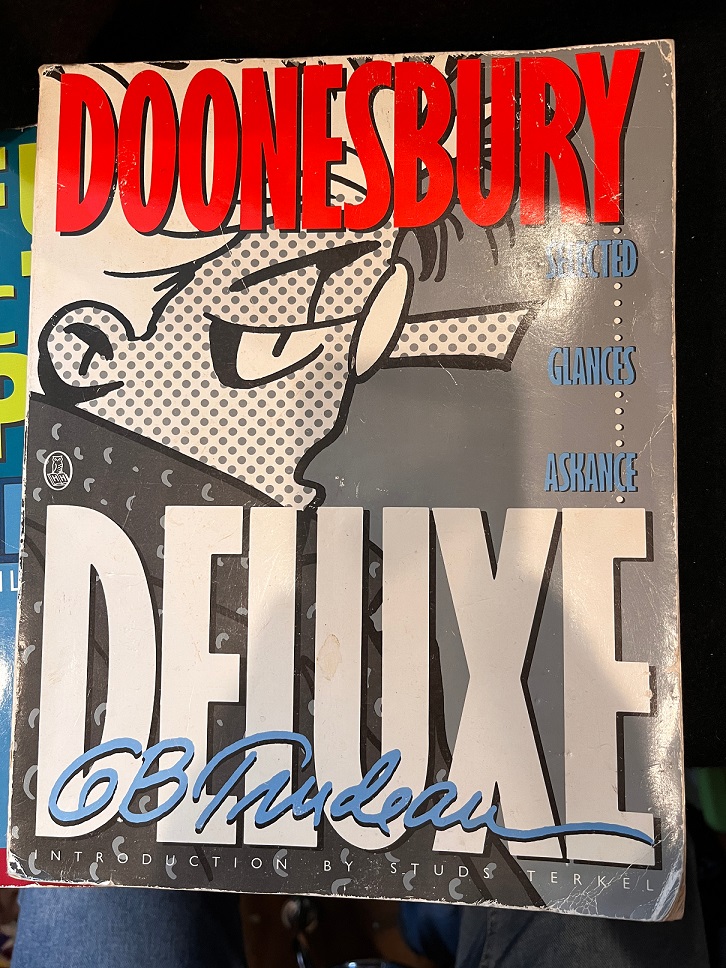 DOONESBURY
SELECTED
GLANCES
ASKANCE
DELUXE
GB Trudeau
INTRODUCTION BY STUDS TERKEL